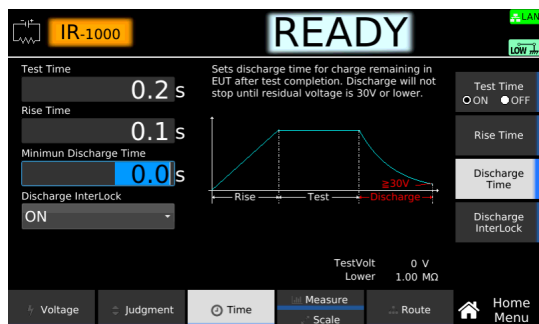 IR-1000
READY
LAN
LOW
Test Time
0.2 s
Rise Time
0.1 s
Minimun Discharge Time
0.0 s
Discharge InterLock
ON
Sets discharge time for charge remaining in
EUT after test completion. Discharge will not
stop until residual voltage is 30V or lower.
≧30V
Rise
Test
Discharge
TestVolt 0 V
Lower 1.00 MΩ
Test Time
ON OFF
Rise Time
Discharge
Time
Discharge
InterLock
Voltage
Judgment
Time
Measure
Scale
Route
Home
Menu